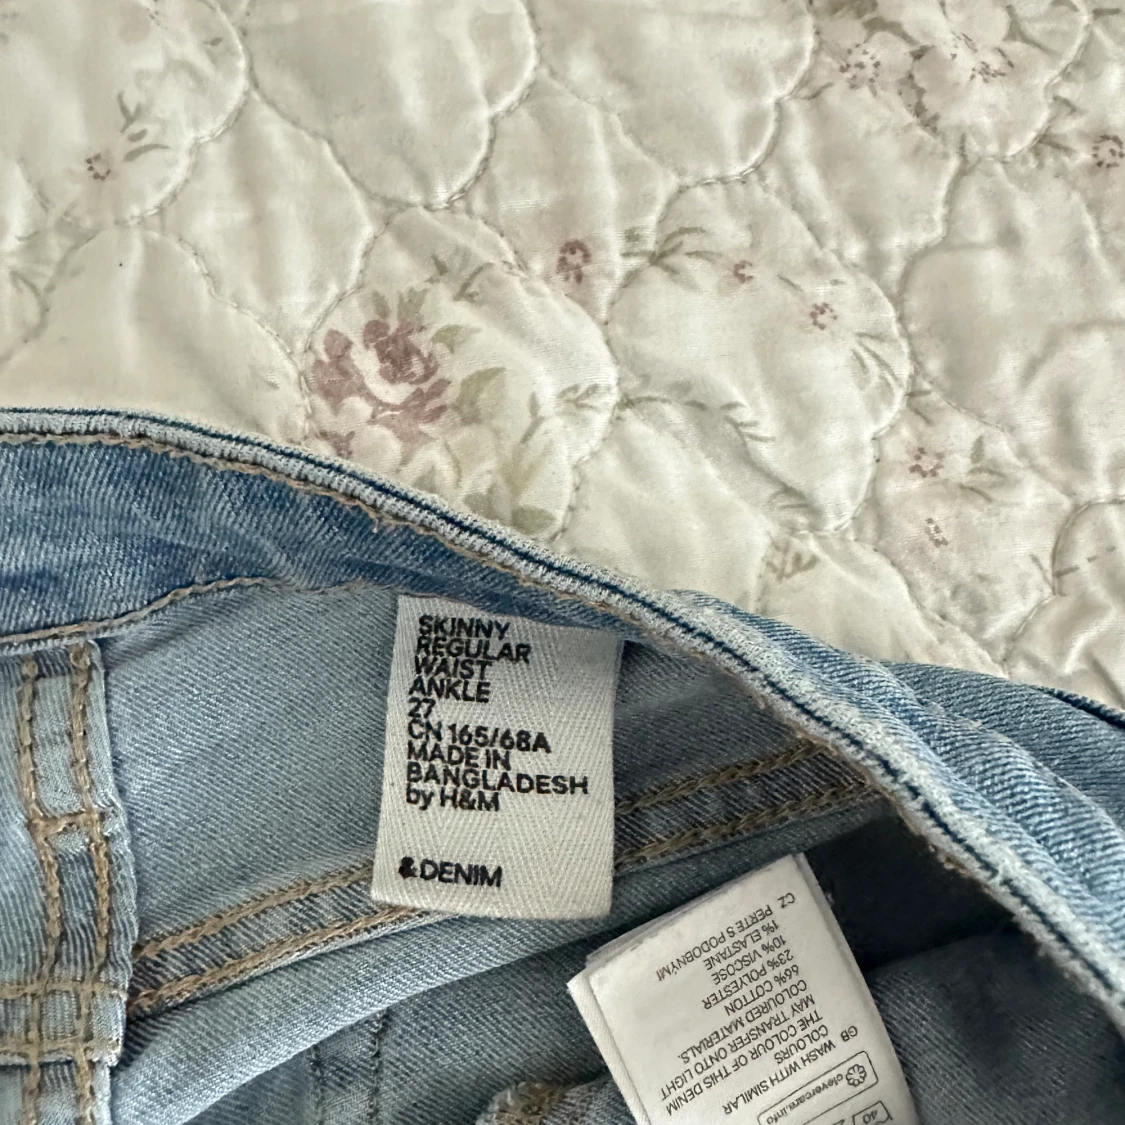 SKINNY
REGULAR
WAIST
ANKLE
27
CN 165/68A
MADE IN
BANGLADESH
by H&M
&DENIM
40
clevercare.info
GB
WASH WITH SIMILAR
COLOURS
THE COLOUR OF THIS DENIM
MAY TRANSFER ONTO LIGHT
COLOURED MATERIALS.
66% COTTON
23% POLYESTER
10% VISCOSE
1% ELASTANE
CZ PERTE S PODOBNÝMI